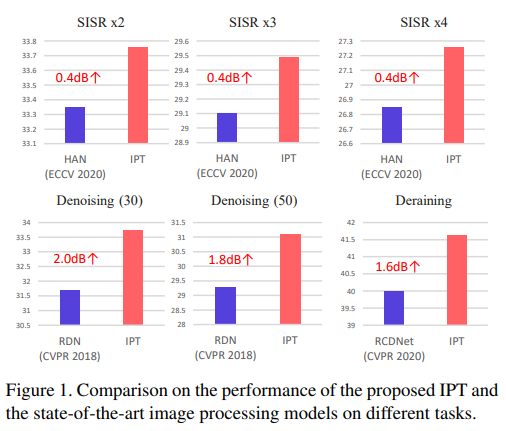 SISR x2
SISR x3
SISR x4
33.8
33.7
33.6
33.5
33.4
33.3
33.2
33.1
0.4dB↑
HAN
(ECCV 2020)
IPT
29.6
29.5
29.4
29.3
29.2
29.1
29
28.9
0.4dB↑
HAN
(ECCV 2020)
IPT
27.3
27.2
27.1
27
26.9
26.8
26.7
26.6
0.4dB↑
HAN
(ECCV 2020)
IPT
Denoising (30)
Denoising (50)
Deraining
34
33.5
33
32.5
32
31.5
31
30.5
2.0dB↑
RDN
(CVPR 2018)
IPT
31.5
31
30.5
30
29.5
29
28.5
28
1.8dB↑
RDN
(CVPR 2018)
IPT
42
41.5
41
40.5
40
39.5
39
1.6dB↑
RCDNet
(CVPR 2020)
IPT
Figure 1. Comparison on the performance of the proposed IPT and
the state-of-the-art image processing models on different tasks.